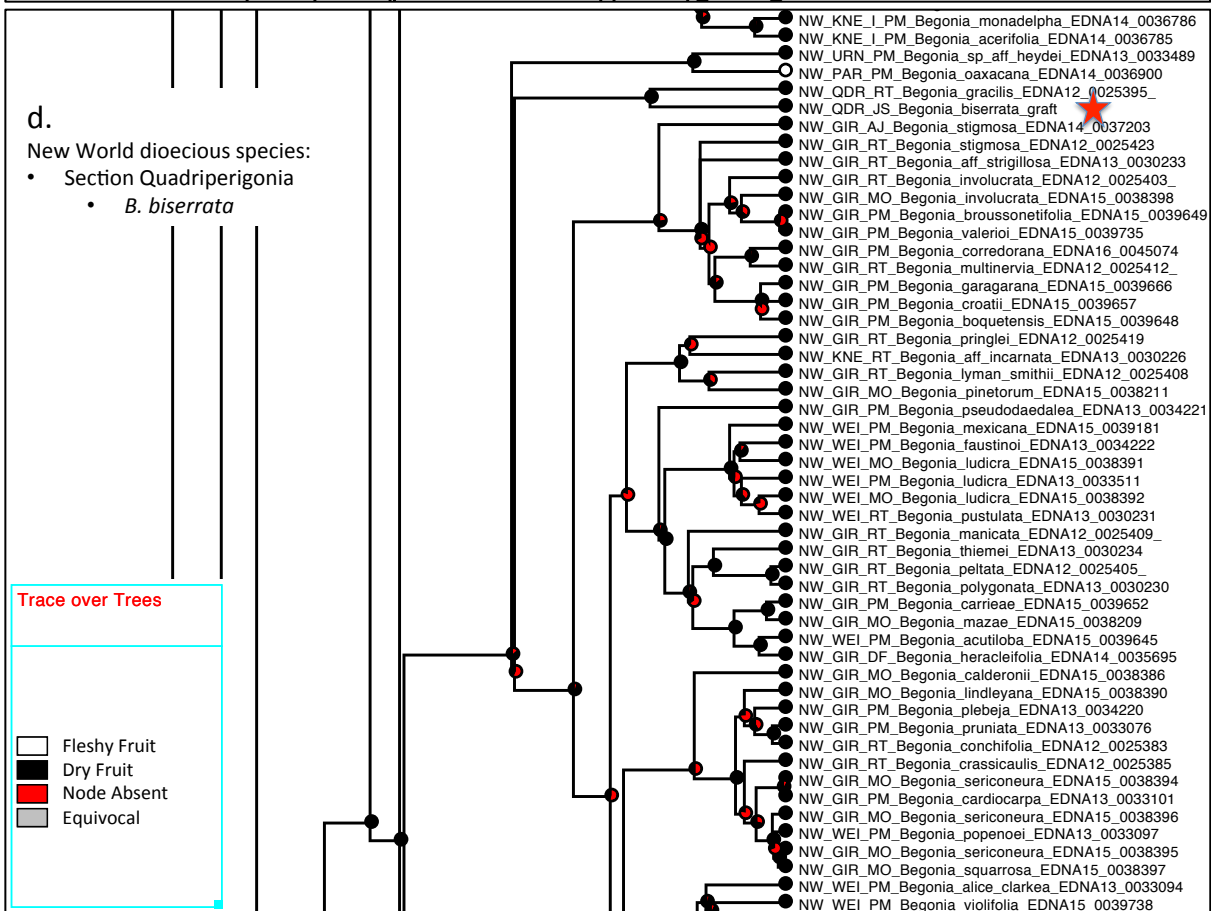 NW_KNE_I_PM_Begonia_monadelpha_EDNA14_0036786
NW_KNE_I_PM_Begonia_acerifolia_EDNA14_0036785
NW_URN_PM_Begonia_sp_aff_heydei_EDNA13_0033489
NW_PAR_PM_Begonia_oaxacana_EDNA14_0036900
NW_QDR_RT_Begonia_gracilis_EDNA12_0025395_
NW_QDR_JS_Begonia_biserrata_graft
NW_GIR_AJ_Begonia_stigmosa_EDNA14_0037203
NW_GIR_RT_Begonia_stigmosa_EDNA12_0025423
NW_GIR_RT_Begonia_aff_strigillosa_EDNA13_0030233
NW_GIR_RT_Begonia_involucrata_EDNA12_0025403_
NW_GIR_MO_Begonia_involucrata_EDNA15_0038398
NW_GIR_PM_Begonia_broussonetifolia_EDNA15_0039649
NW_GIR_PM_Begonia_valerioi_EDNA15_0039735
NW_GIR_PM_Begonia_corredorana_EDNA16_0045074
NW_GIR_RT_Begonia_multinervia_EDNA12_0025412_
NW_GIR_PM_Begonia_garagarana_EDNA15_0039666
NW_GIR_PM_Begonia_croatii_EDNA15_0039657
NW_GIR_PM_Begonia_boquetensis_EDNA15_0039648
NW_GIR_RT_Begonia_pringlei_EDNA12_0025419
NW_KNE_RT_Begonia_aff_incarnata_EDNA13_0030226
NW_GIR_RT_Begonia_lyman_smithii_EDNA12_0025408
NW_GIR_MO_Begonia_pinetorum_EDNA15_0038211
NW_GIR_PM_Begonia_pseudodaedalea_EDNA13_0034221
NW_WEI_PM_Begonia_mexicana_EDNA15_0039181
NW_WEI_PM_Begonia_faustinoi_EDNA13_0034222
NW_WEI_MO_Begonia_ludicra_EDNA15_0038391
NW_WEI_PM_Begonia_ludicra_EDNA13_0033511
NW_WEI_MO_Begonia_ludicra_EDNA15_0038392
NW_WEI_RT_Begonia_pustulata_EDNA13_0030231
NW_GIR_RT_Begonia_manicata_EDNA12_0025409_
NW_GIR_RT_Begonia_thiemei_EDNA13_0030234
NW_GIR_RT_Begonia_peltata_EDNA12_0025405_
NW_GIR_RT_Begonia_polygonata_EDNA13_0030230
NW_GIR_PM_Begonia_carrieae_EDNA15_0039652
NW_GIR_MO_Begonia_mazae_EDNA15_0038209
NW_WEI_PM_Begonia_acutiloba_EDNA15_0039645
NW_GIR_DF_Begonia_heracleifolia_EDNA14_0035695
NW_GIR_MO_Begonia_calderonii_EDNA15_0038386
NW_GIR_MO_Begonia_lindleyana_EDNA15_0038390
NW_GIR_PM_Begonia_plebeja_EDNA13_0034220
NW_GIR_PM_Begonia_pruniata_EDNA13_0033076
NW_GIR_RT_Begonia_conchifolia_EDNA12_0025383
NW_GIR_RT_Begonia_crassicaulis_EDNA12_0025385
NW_GIR_MO_Begonia_sericoneura_EDNA15_0038394
NW_GIR_PM_Begonia_cardiocarpa_EDNA13_0033101
NW_GIR_MO_Begonia_sericoneura_EDNA15_0038396
NW_WEI_PM_Begonia_popenoei_EDNA13_0033097
NW_GIR_MO_Begonia_sericoneura_EDNA15_0038395
NW_GIR_MO_Begonia_squarrosa_EDNA15_0038397
NW_WEI_PM_Begonia_alice_clarkea_EDNA13_0033094
NW_WEI_PM_Begonia_violifolia_EDNA15_0039738
d.
New World dioecious species:
• Section Quadriperigonia
• B. biserrata
Trace over Trees
Fleshy Fruit
Dry Fruit
Node Absent
Equivocal